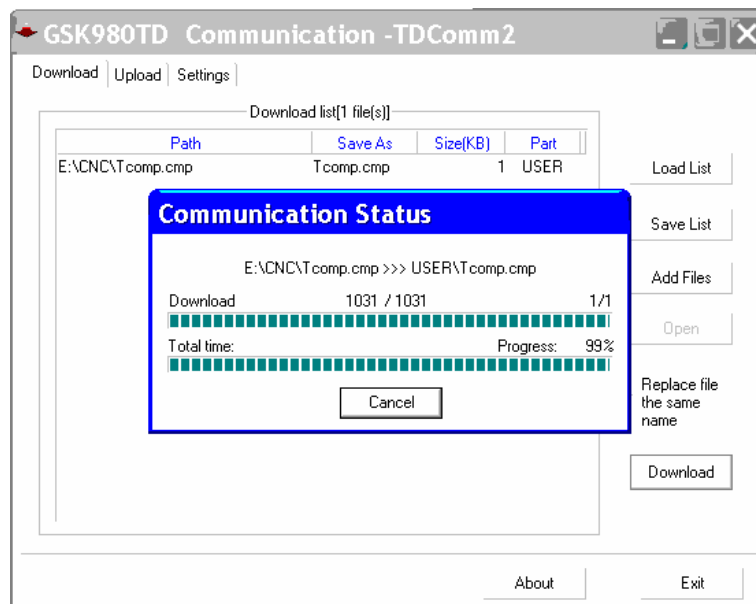 GSK980TD Communication -TDComm2
Download Upload Settings
Download list[1 file(s)]
Path Save As Size(KB) Part
E:\CNC\Tcomp.cmp Tcomp.cmp 1 USER
Load List
Communication Status
Save List
E:\CNC\Tcomp.cmp >>> USER\Tcomp.cmp
Add Files
Download 1031 / 1031 1/1
Open
Total time: Progress: 99%
Cancel
Replace file
the same
name
Download
About Exit